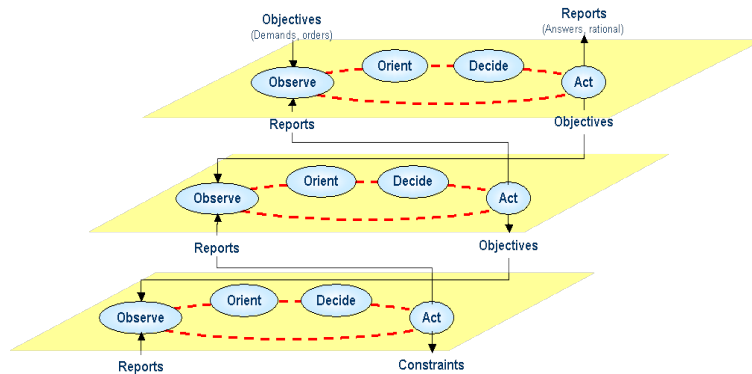 Objectives
(Demands, orders)
Reports
(Answers, rational)
Orient
Decide
Observe
Act
Reports
Objectives
Orient
Decide
Observe
Act
Reports
Objectives
Orient
Decide
Observe
Act
Reports
Constraints